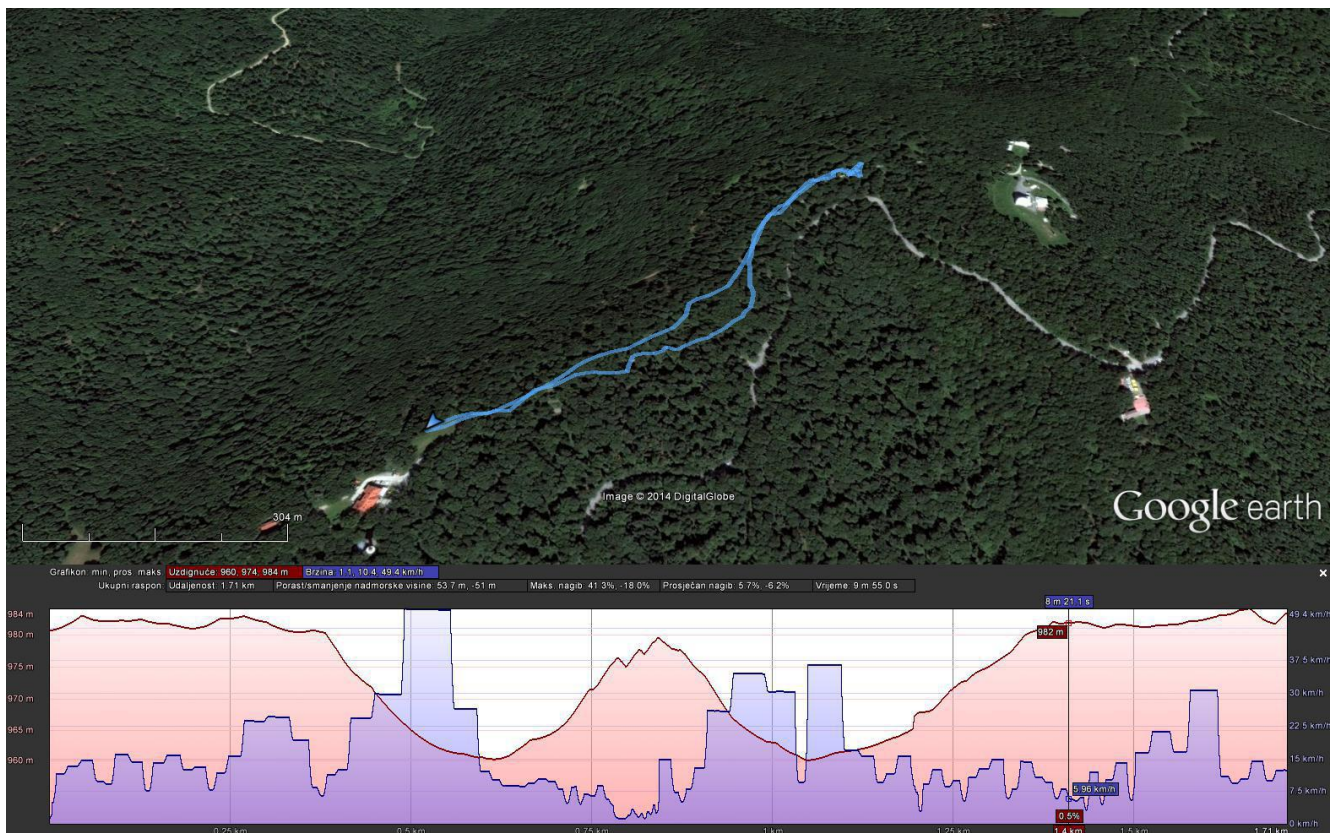 304 m
Image © 2014 DigitalGlobe
Google earth
Grafikon: min, pros. maks. Uzdignuće: 960, 974, 984 m Brzina: 1.1, 10.4, 49.4 km/h
Ukupni raspon: Udaljenost: 1.71 km Porast/smanjenje nadmorske visine: 53.7 m, -51 m Maks. nagib: 41.3%, -18.0% Prosječan nagib: 5.7%, -6.2% Vrijeme: 9 m 55.0 s
8 m 21.1 s
984 m
49.4 km/h
980 m
982 m
975 m
37.5 km/h
970 m
30 km/h
965 m
22.5 km/h
960 m
15 km/h
5.96 km/h
7.5 km/h
0.5%
0 km/h
0.25 km
0.5 km
0.75 km
1 km
1.25 km
1.4 km
1.5 km
1.71 km